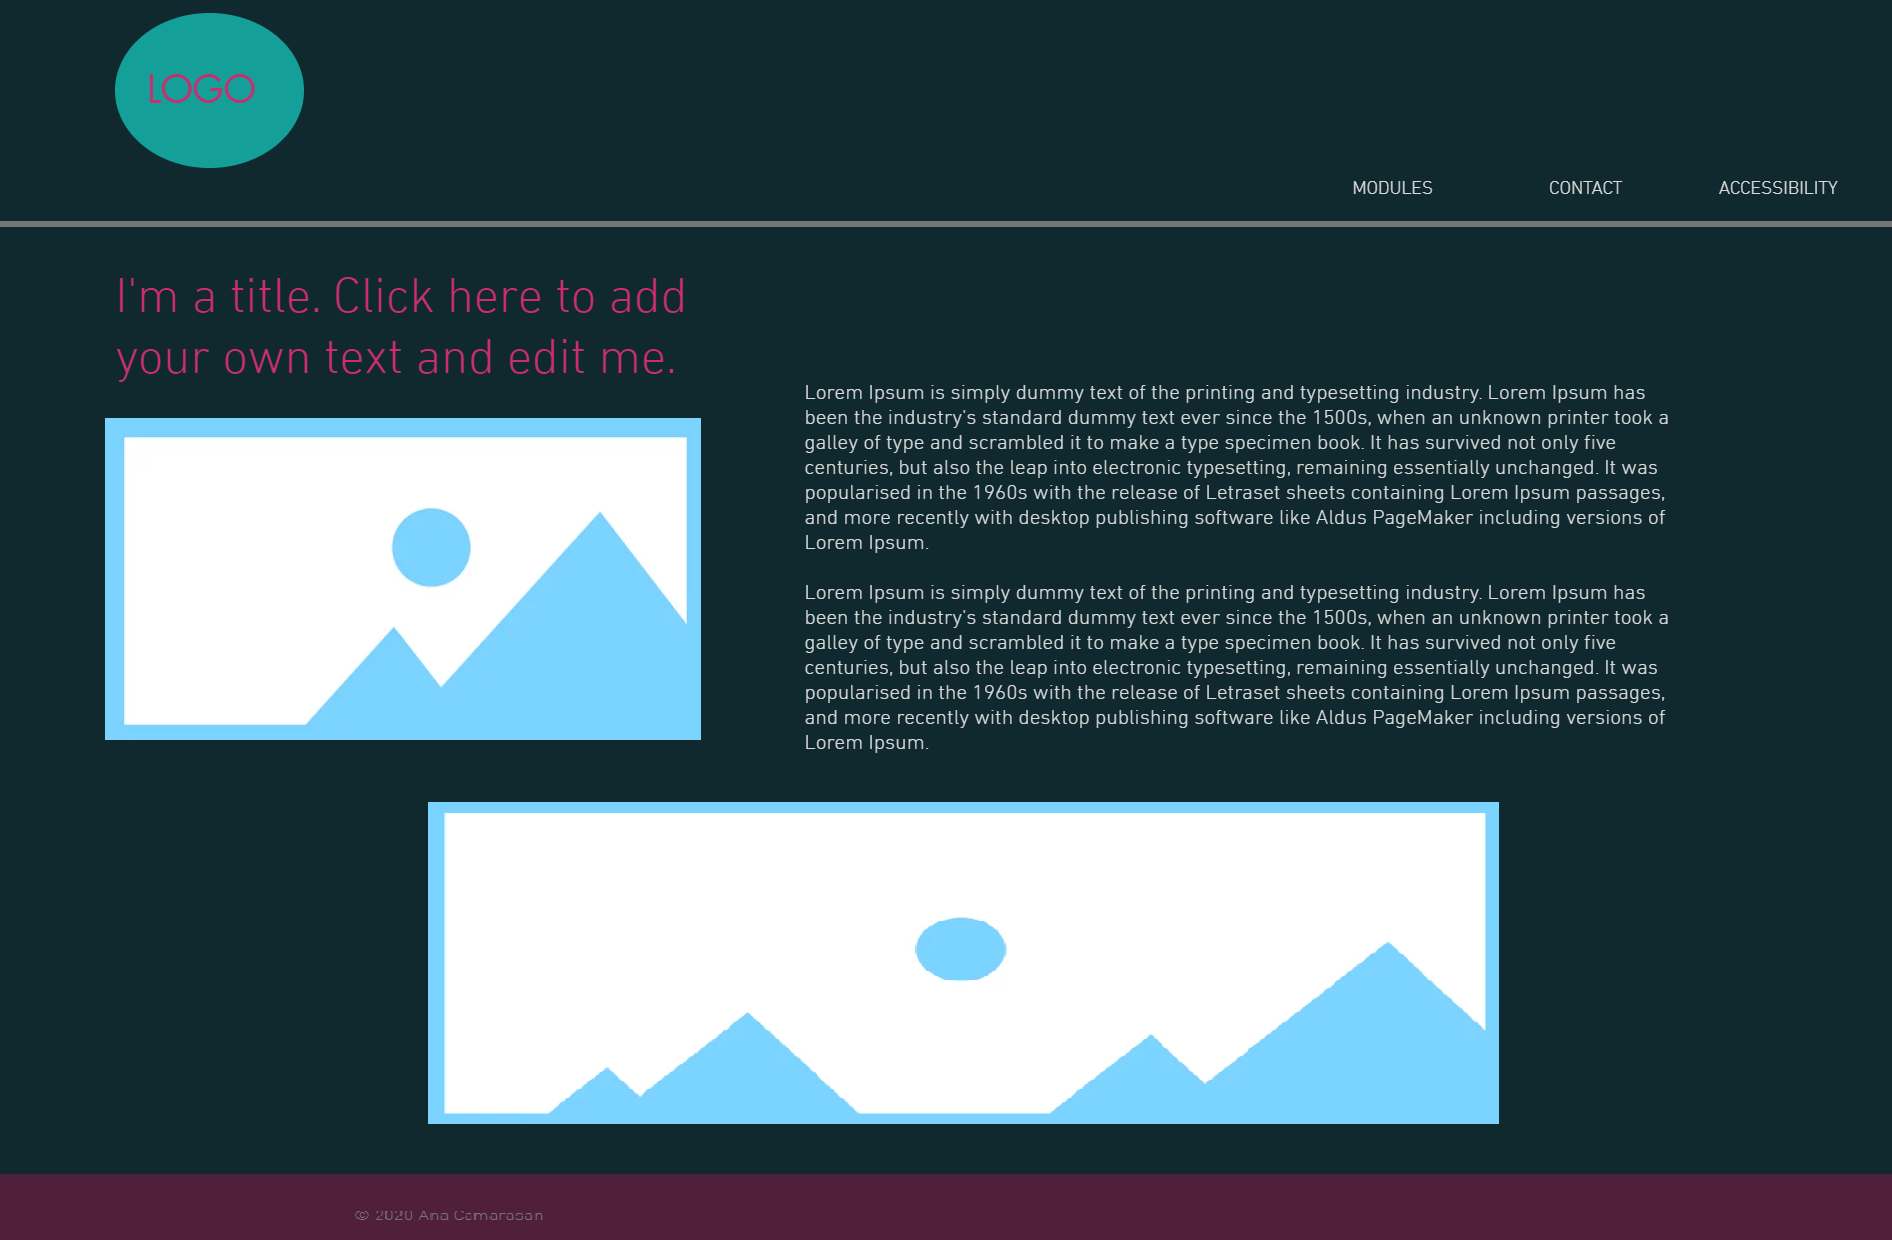 LOGO
MODULES
CONTACT
ACCESSIBILITY
I'm a title. Click here to add
your own text and edit me.
Lorem Ipsum is simply dummy text of the printing and typesetting industry. Lorem Ipsum has
been the industry's standard dummy text ever since the 1500s, when an unknown printer took a
galley of type and scrambled it to make a type specimen book. It has survived not only five
centuries, but also the leap into electronic typesetting, remaining essentially unchanged. It was
popularised in the 1960s with the release of Letraset sheets containing Lorem Ipsum passages,
and more recently with desktop publishing software like Aldus PageMaker including versions of
Lorem Ipsum.
Lorem Ipsum is simply dummy text of the printing and typesetting industry. Lorem Ipsum has
been the industry's standard dummy text ever since the 1500s, when an unknown printer took a
galley of type and scrambled it to make a type specimen book. It has survived not only five
centuries, but also the leap into electronic typesetting, remaining essentially unchanged. It was
popularised in the 1960s with the release of Letraset sheets containing Lorem Ipsum passages,
and more recently with desktop publishing software like Aldus PageMaker including versions of
Lorem Ipsum.
© 2020 Ana Camarasan